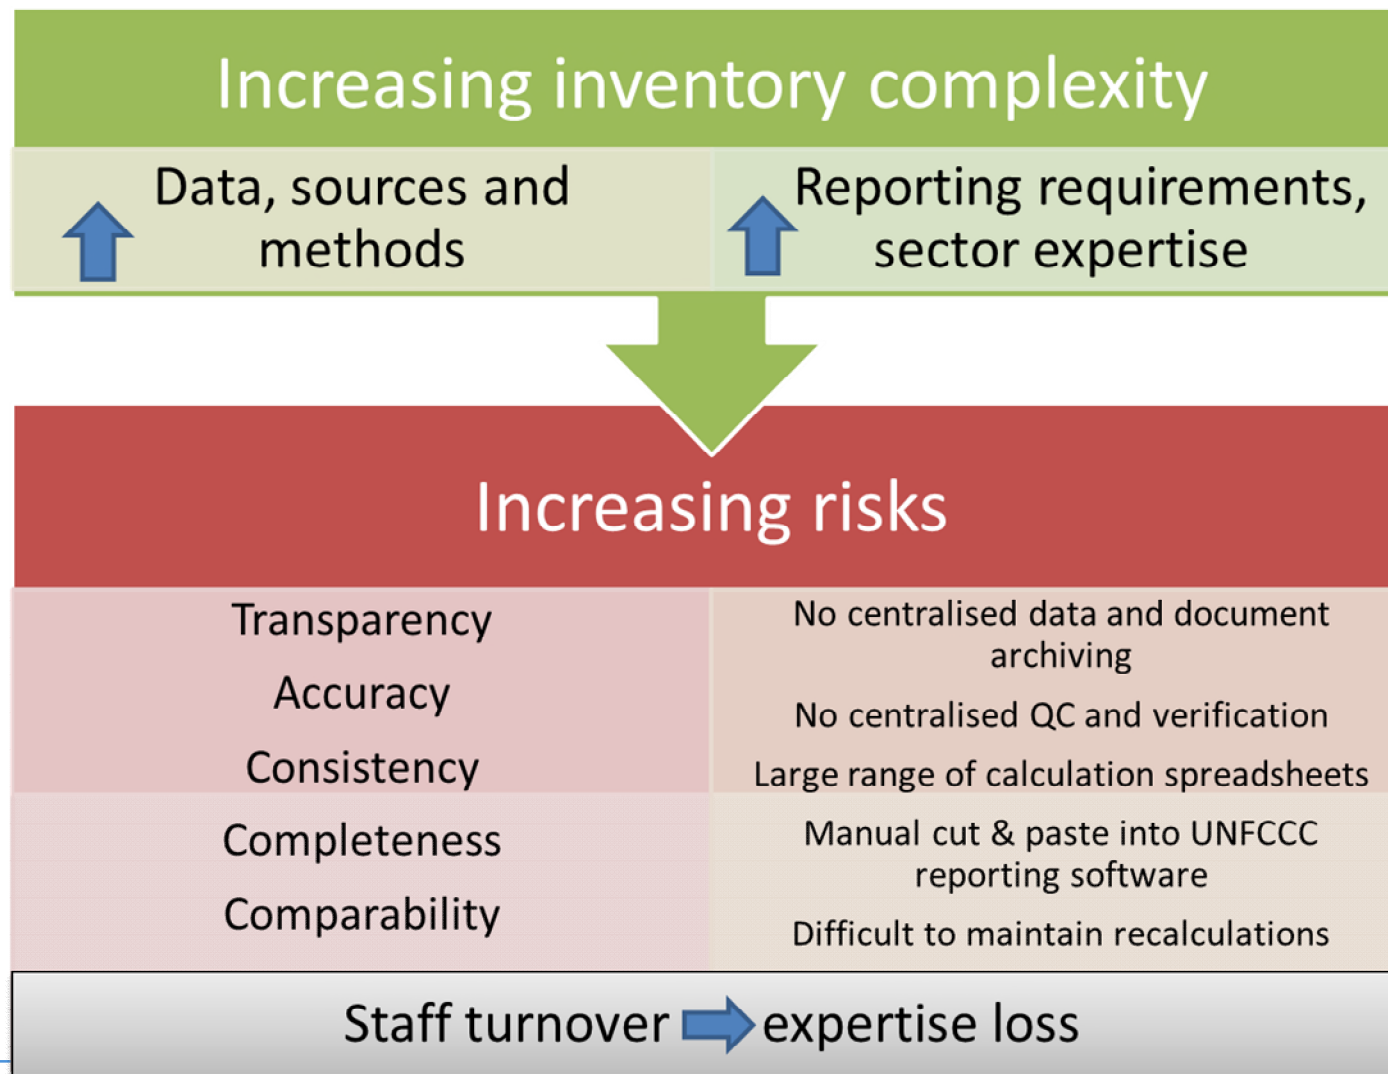 Increasing inventory complexity
Data, sources and
methods
Reporting requirements,
sector expertise
Increasing risks
Transparency
Accuracy
Consistency
Completeness
Comparability
No centralised data and document
archiving
No centralised QC and verification
Large range of calculation spreadsheets
Manual cut & paste into UNFCCC
reporting software
Difficult to maintain recalculations
Staff turnover expertise loss